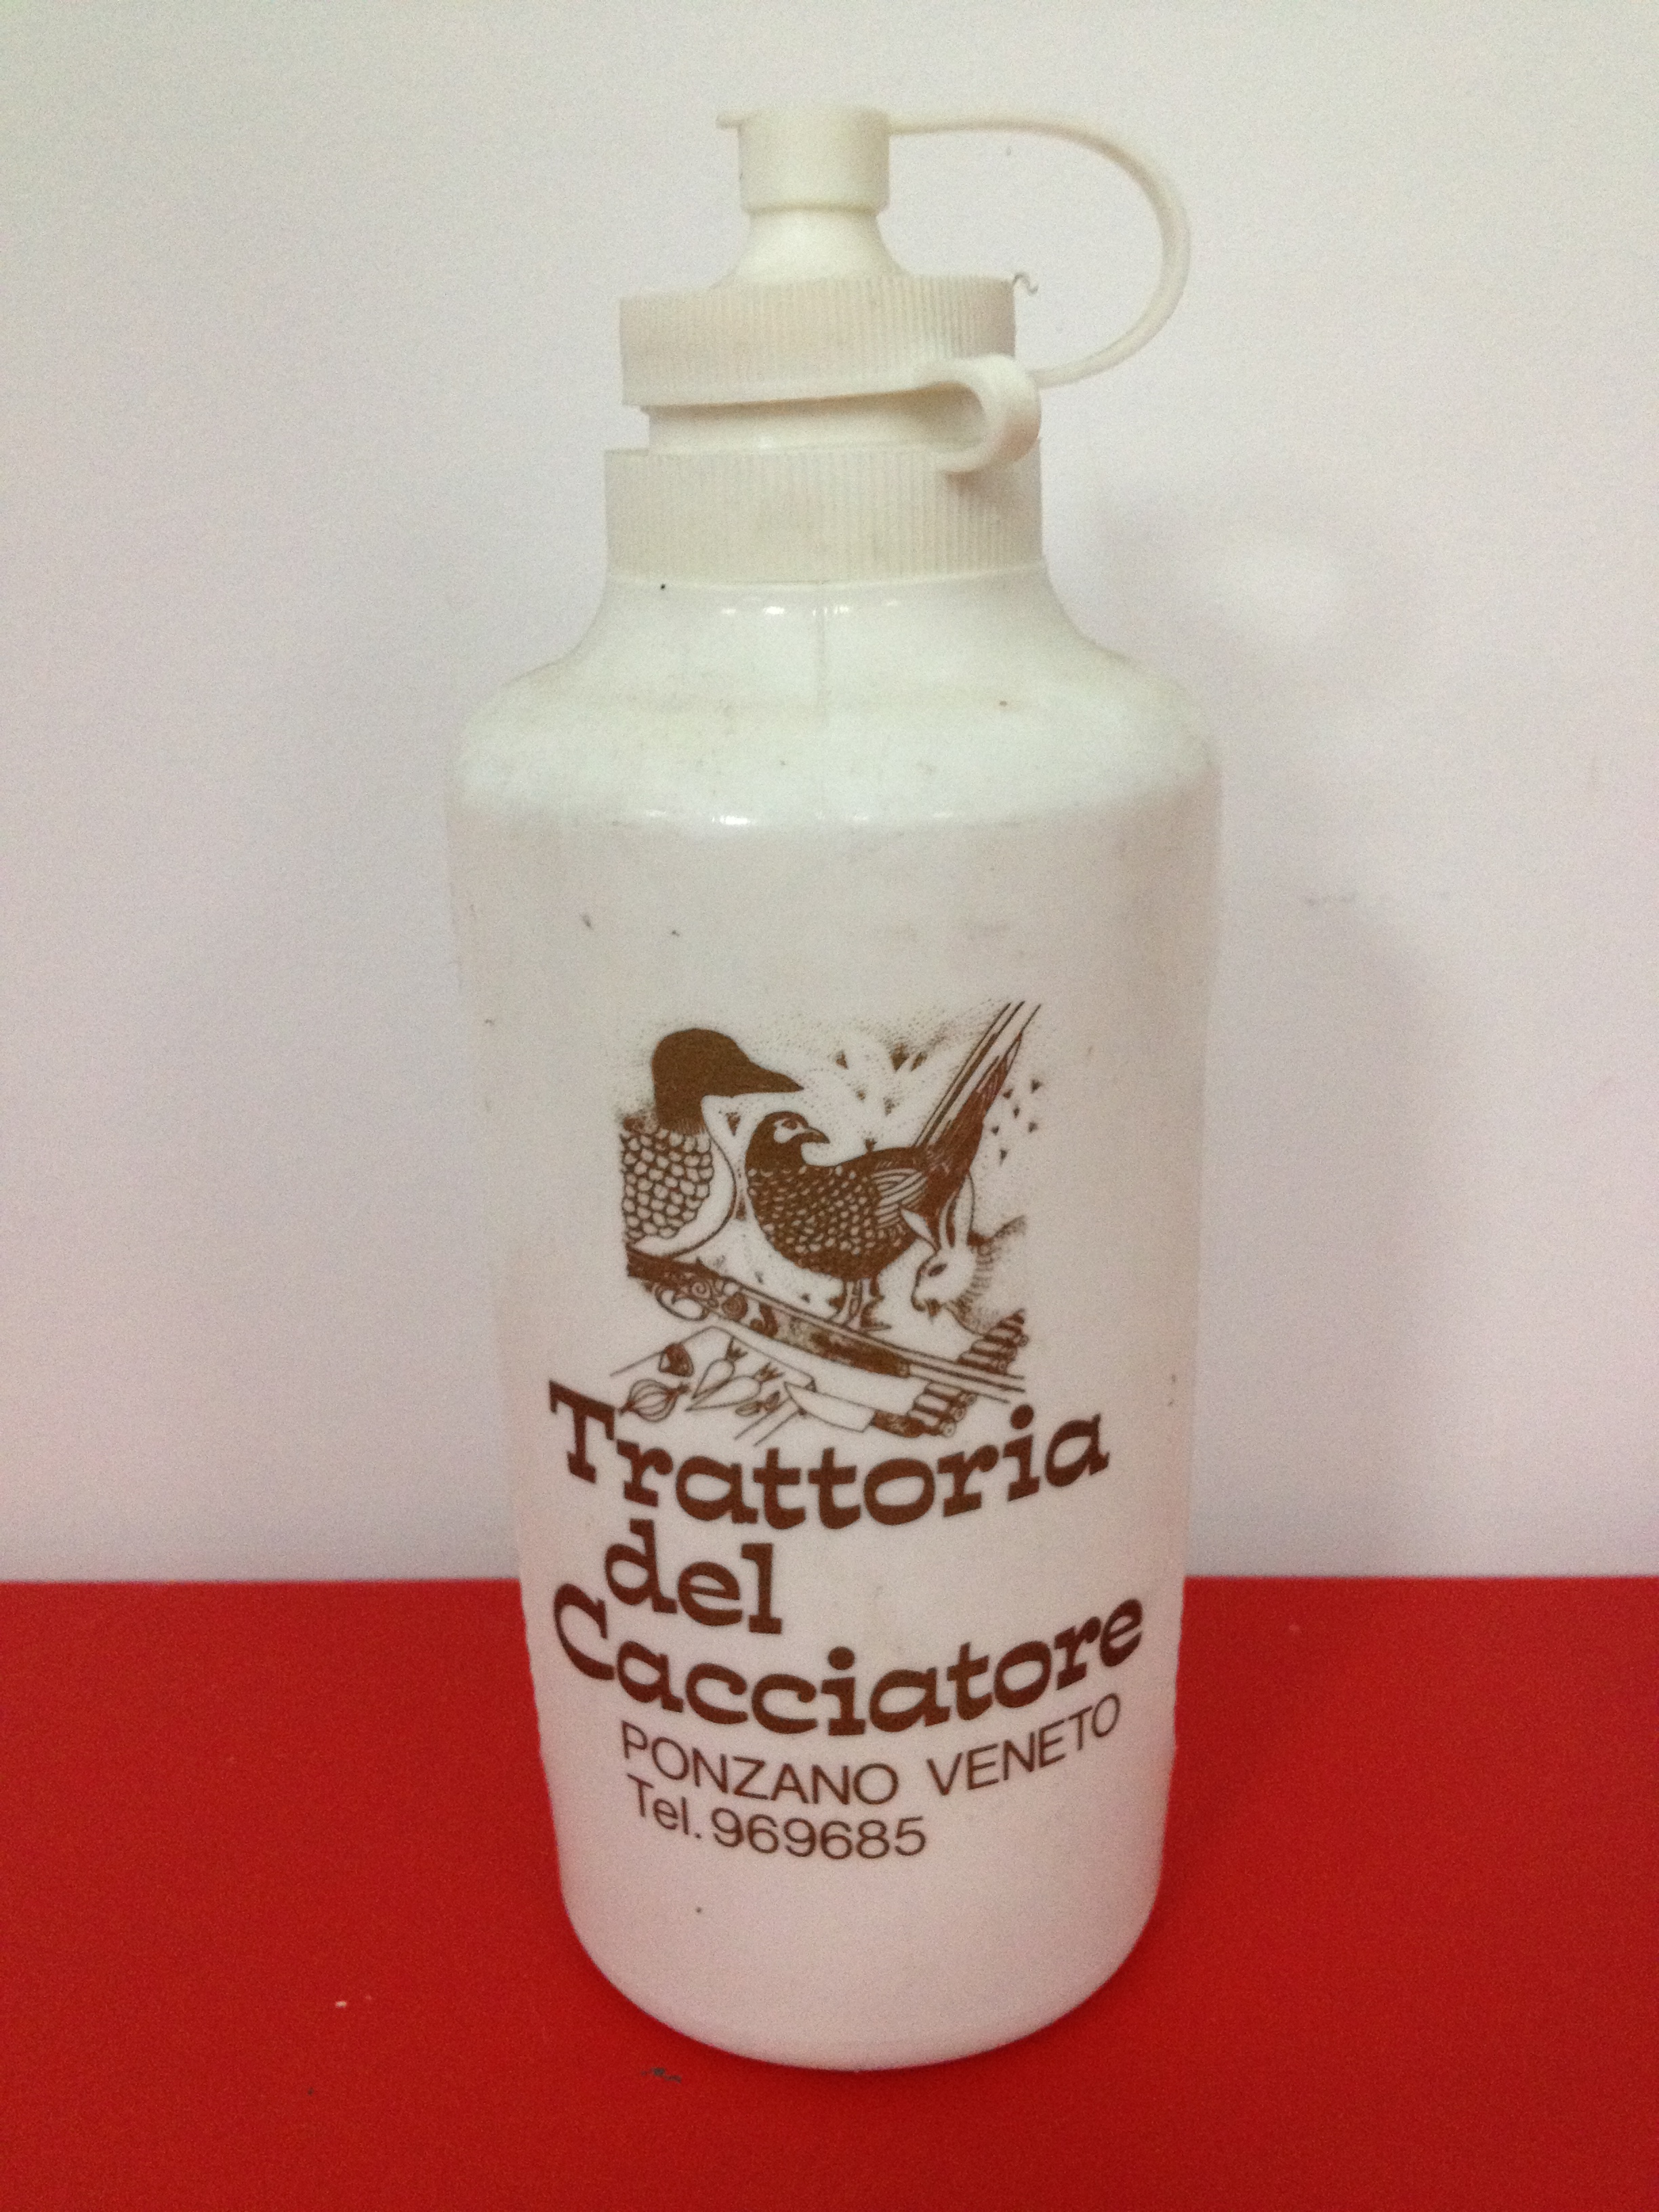 Trattoria
del
Cacciatore
PONZANO VENETO
Tel. 969685